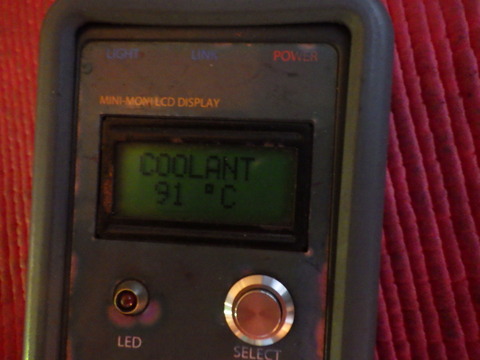 LIGHT LINK POWER
MINI-MONI LCD DISPLAY
COOLANT
91 °C
LED
SELECT